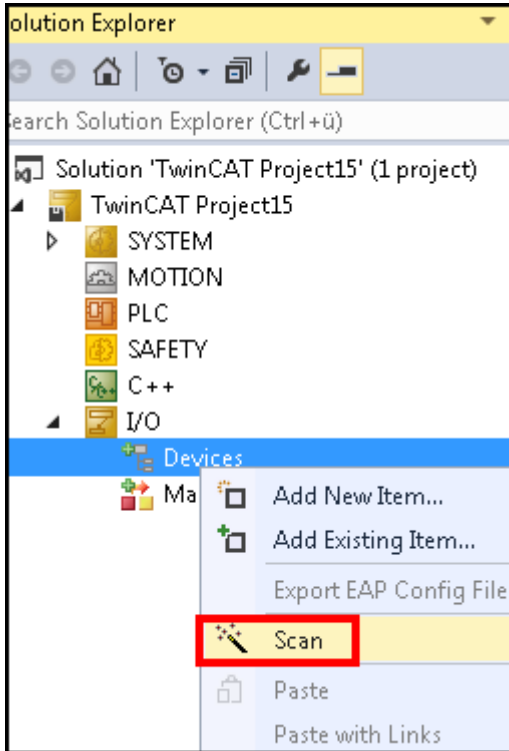 olution Explorer
earch Solution Explorer (Ctrl+ü)
Solution 'TwinCAT Project15' (1 project)
TwinCAT Project15
SYSTEM
MOTION
PLC
SAFETY
C++
I/O
Devices
Ma
Add New Item...
Add Existing Item...
Export EAP Config File
Scan
Paste
Paste with Links